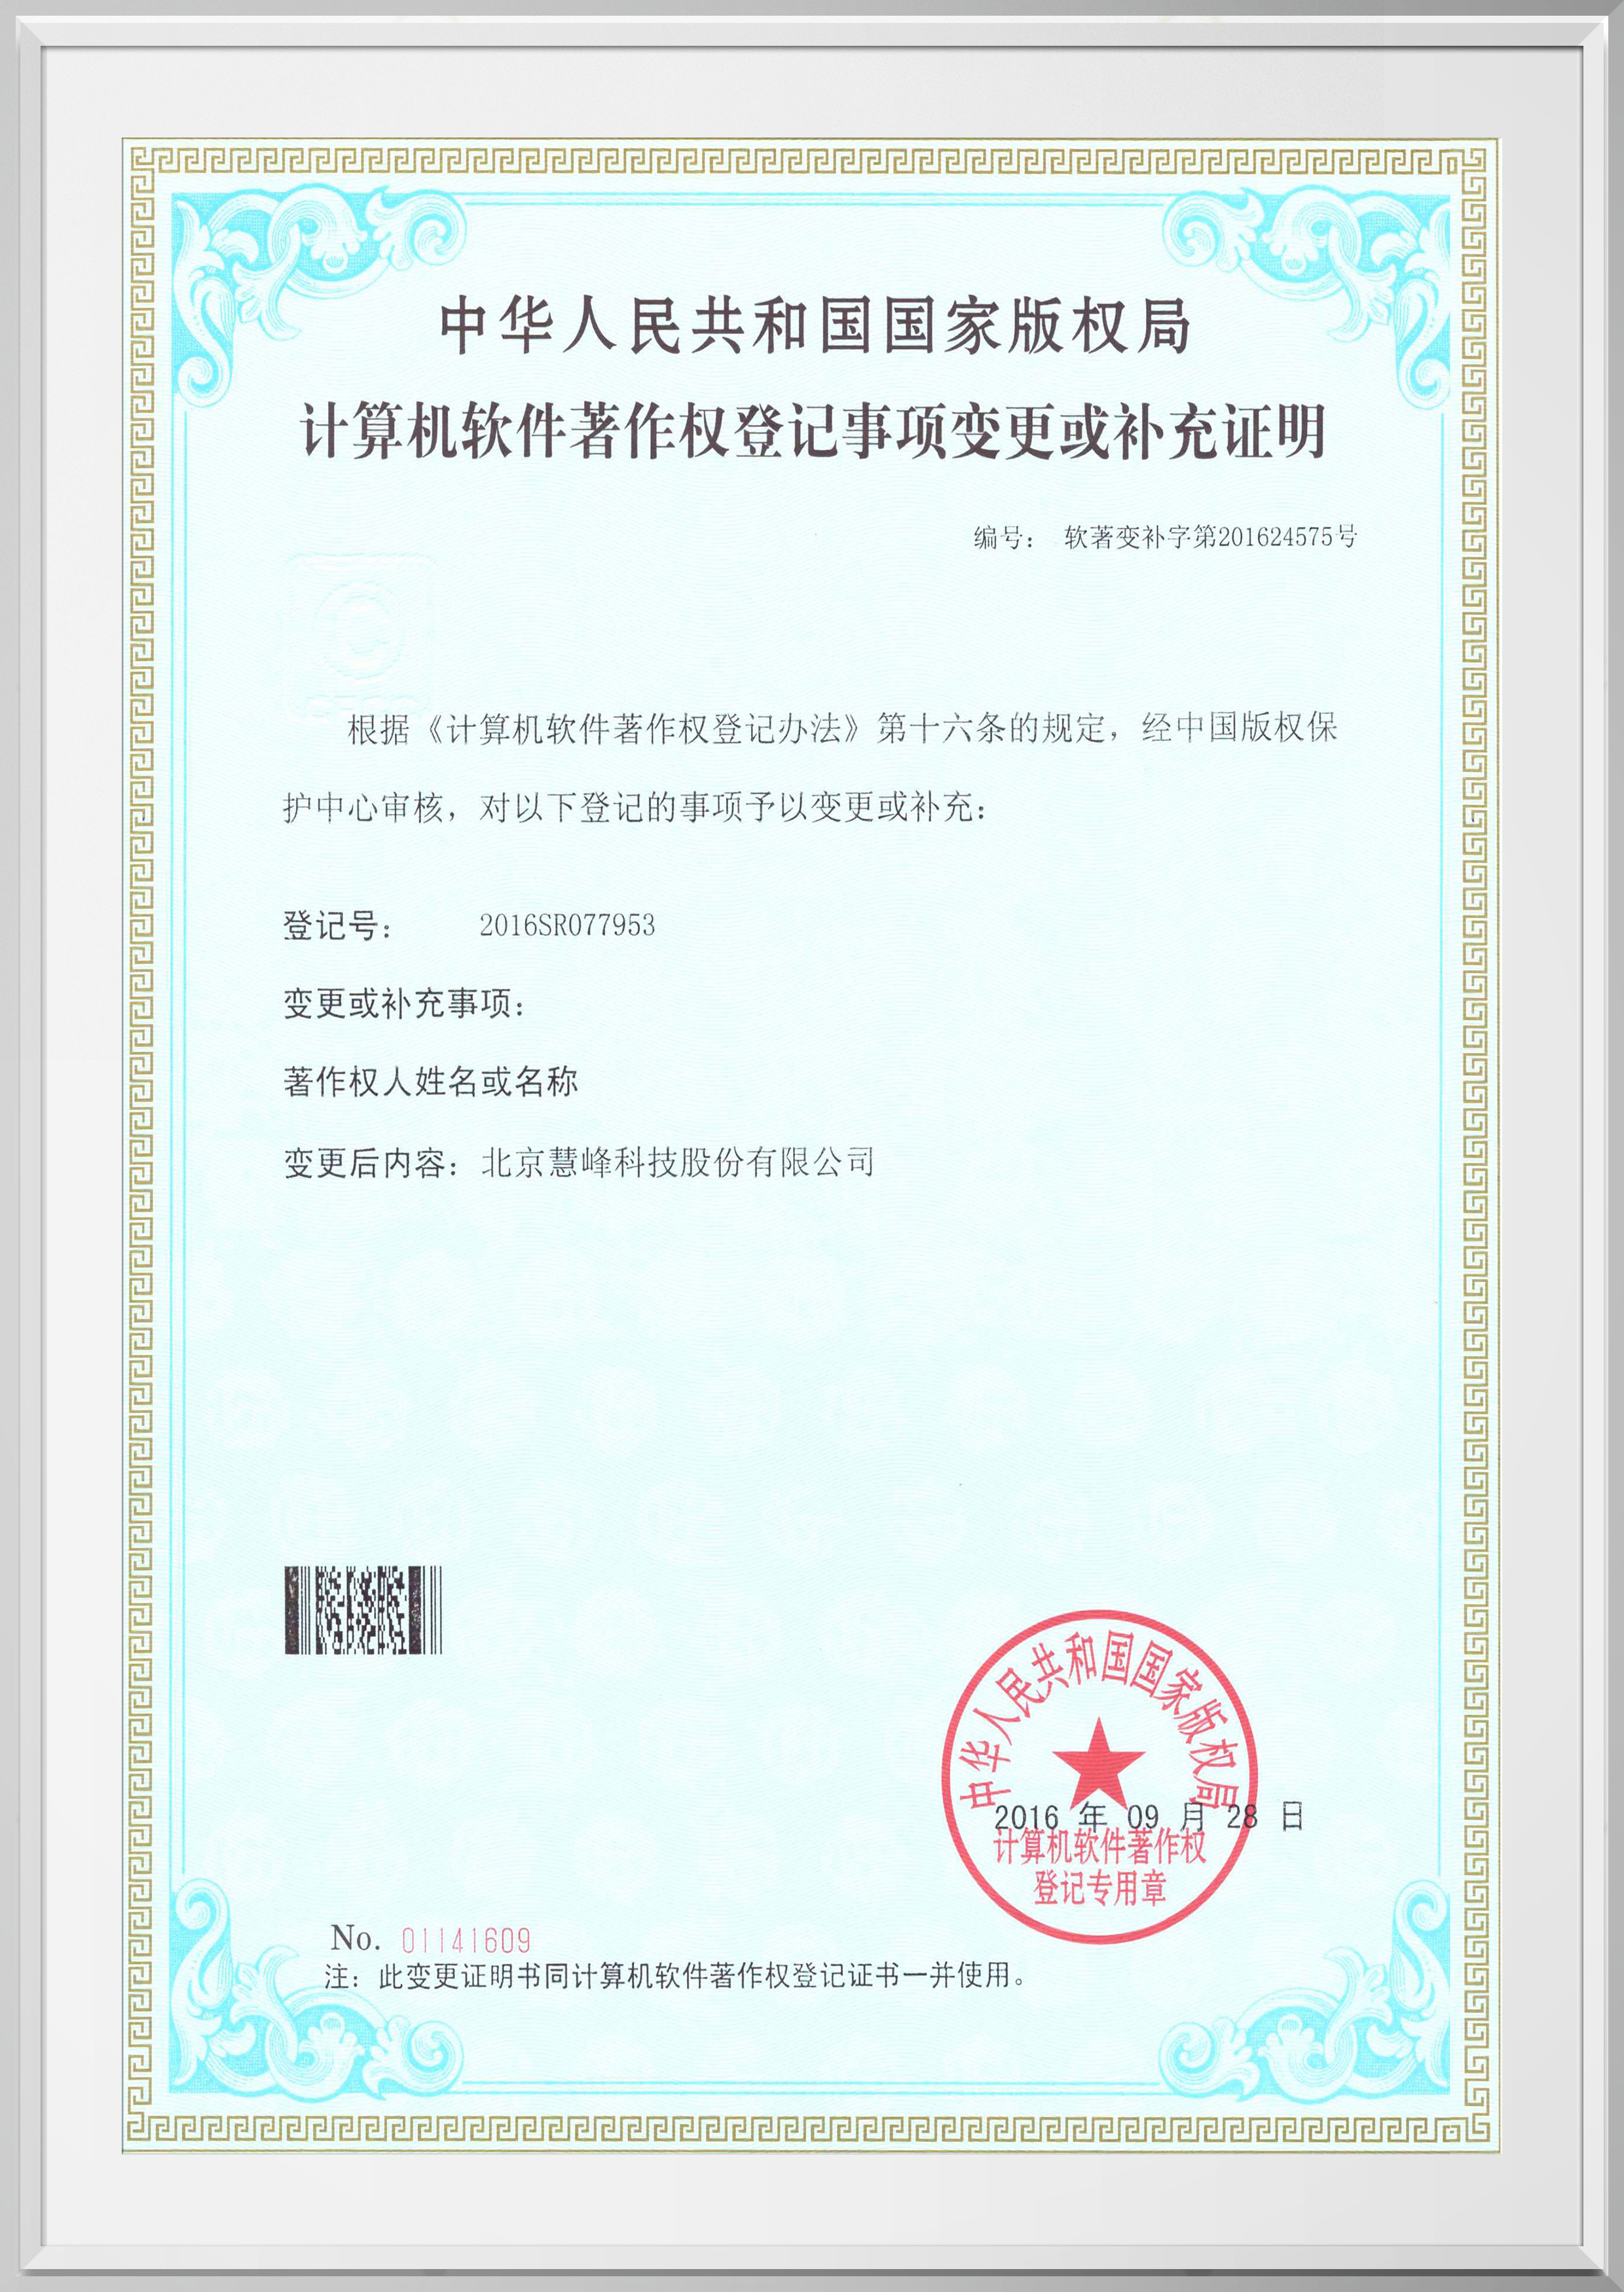 中华人民共和国国家版权局
计算机软件著作权登记事项变更或补充证明
编号： 软著变补字第201624575号
根据《计算机软件著作权登记办法》第十六条的规定，经中国版权保
护中心审核，对以下登记的事项予以变更或补充：
登记号： 2016SR077953
变更或补充事项：
著作权人姓名或名称
变更后内容：北京慧峰科技股份有限公司
中华人民共和国国家版权局
2016 年 09 月 28 日
计算机软件著作权
登记专用章
No. 01141609
注：此变更证明书同计算机软件著作权登记证书一并使用。